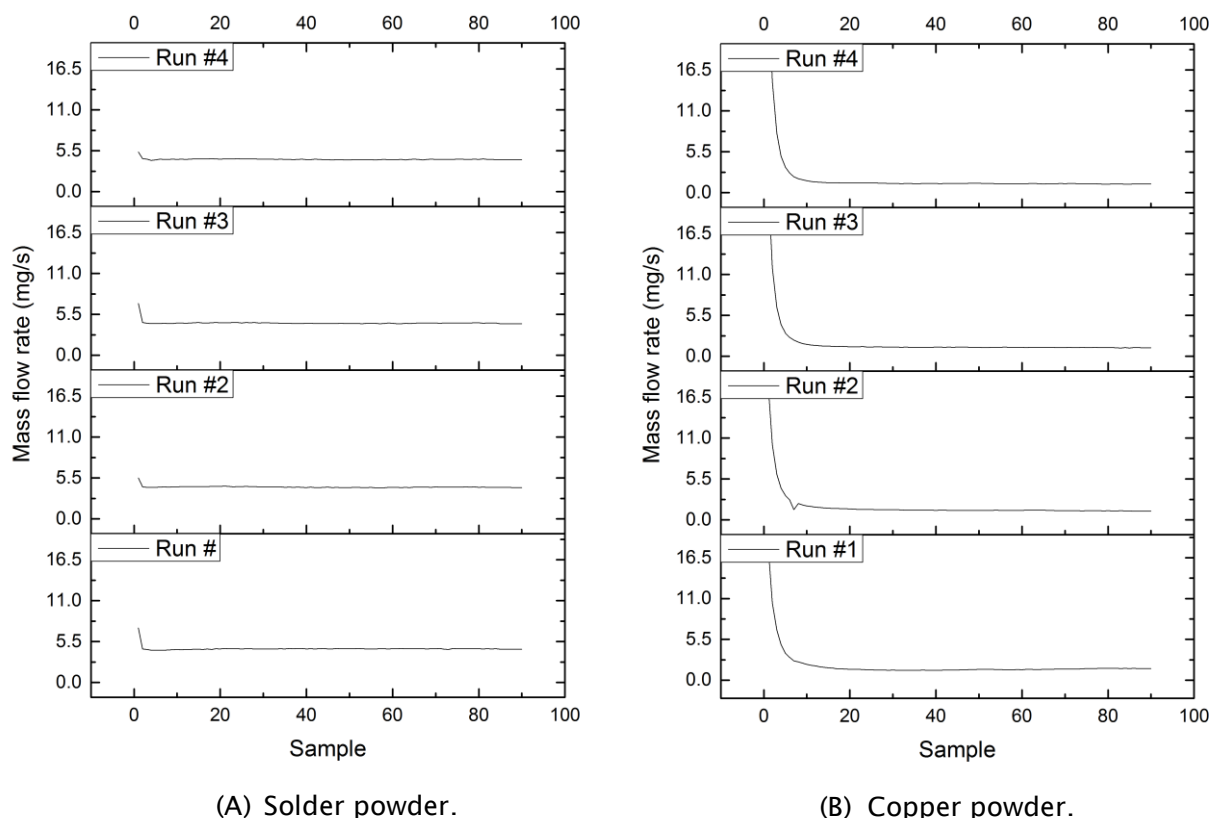 0 20 40 60 80 100
Run #4
16.5
11.0
5.5
0.0
Run #3
16.5
11.0
5.5
0.0
Run #2
16.5
11.0
5.5
0.0
Run #
16.5
11.0
5.5
0.0
Mass flow rate (mg/s)
0 20 40 60 80 100
Sample
(A) Solder powder.
0 20 40 60 80 100
Run #4
16.5
11.0
5.5
0.0
Run #3
16.5
11.0
5.5
0.0
Run #2
16.5
11.0
5.5
0.0
Run #1
16.5
11.0
5.5
0.0
Mass flow rate (mg/s)
0 20 40 60 80 100
Sample
(B) Copper powder.